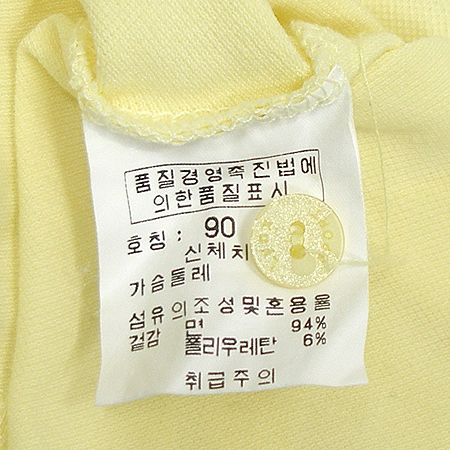 품질경영촉진법에
의한품질표시
호칭 : 90
신체치
가슴둘레
섬유의조성및혼용율
겉감 면 94%
폴리우레탄 6%
취급주의